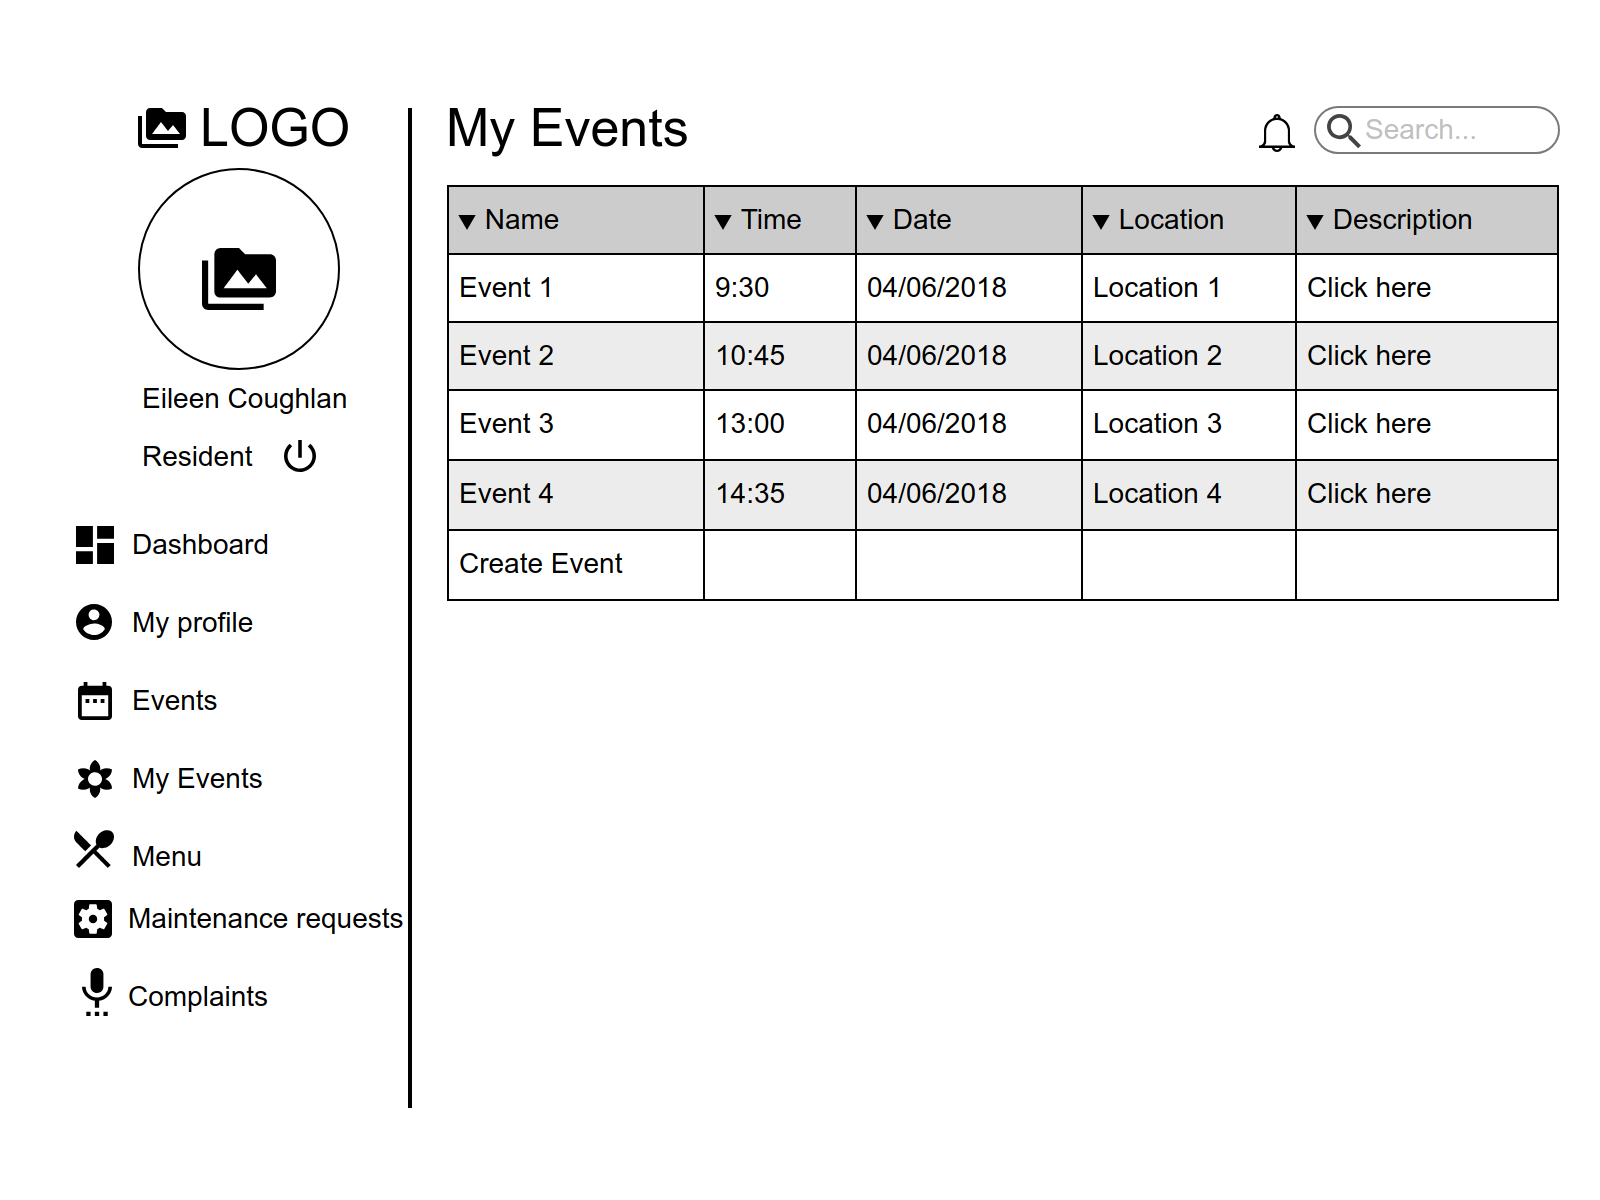 LOGO
Eileen Coughlan
Resident
Dashboard
My profile
Events
My Events
Menu
Maintenance requests
Complaints
My Events
Search...
Name Time Date Location Description
Event 1 9:30 04/06/2018 Location 1 Click here
Event 2 10:45 04/06/2018 Location 2 Click here
Event 3 13:00 04/06/2018 Location 3 Click here
Event 4 14:35 04/06/2018 Location 4 Click here
Create Event